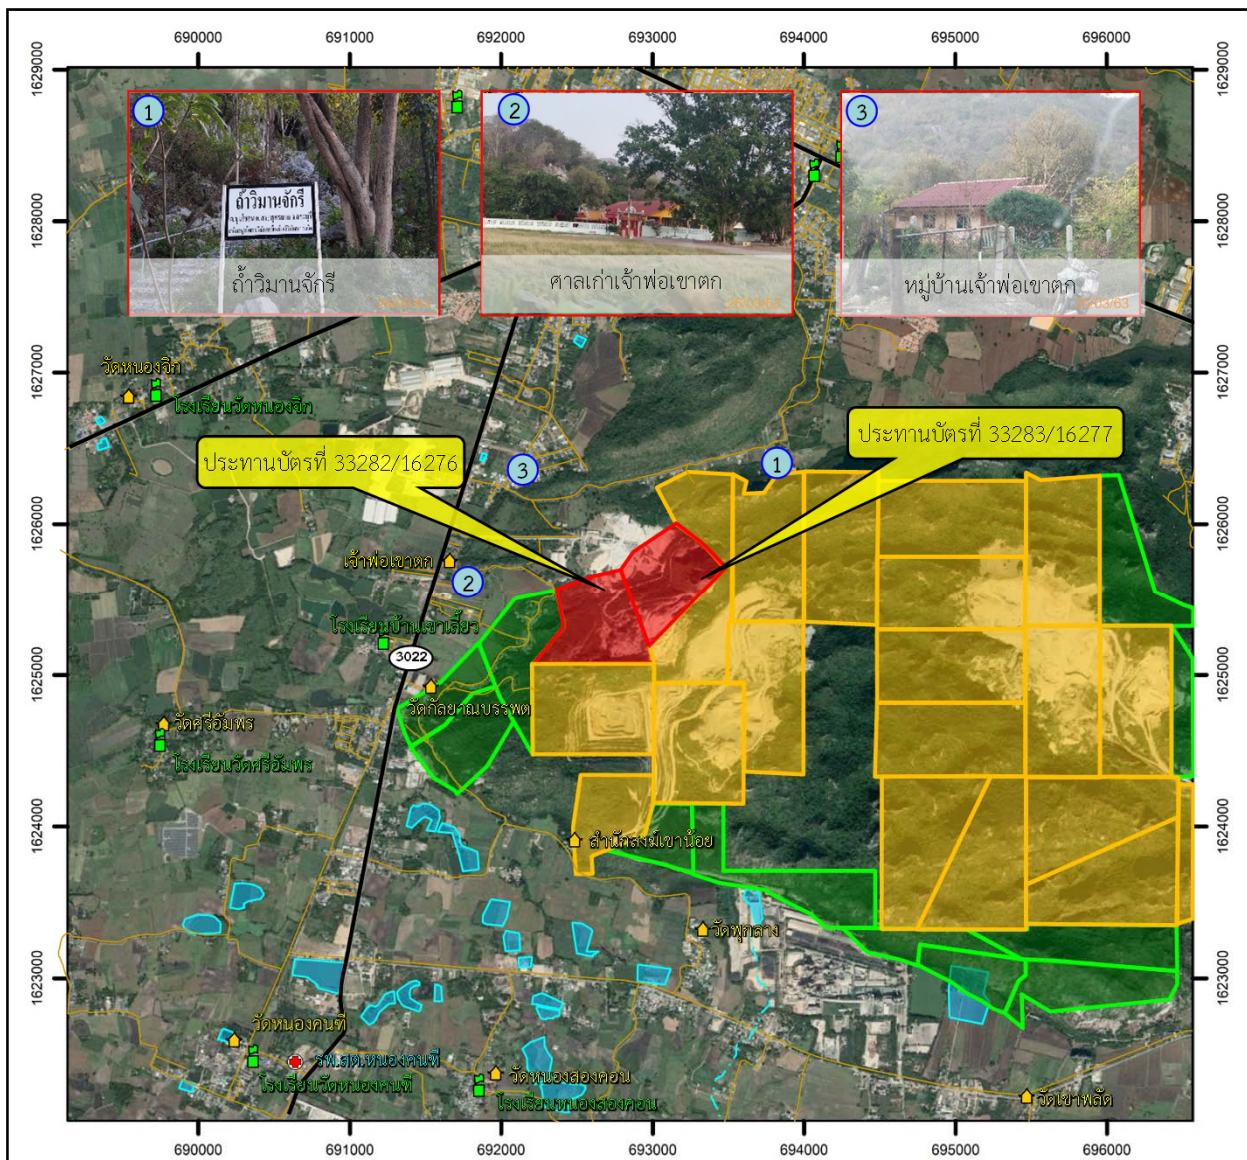 690000
691000
692000
693000
694000
695000
696000
1629000
1628000
1627000
1626000
1625000
1624000
1623000
1629000
1628000
1627000
1626000
1625000
1624000
1623000
1
ถ้ำวิมานจักรี
ถ้ำวิมานจักรี
2
ศาลเก่าเจ้าพ่อเขาตก
3
หมู่บ้านเจ้าพ่อเขาตก
26/03/63
วัดหนองจิก
โรงเรียนวัดหนองจิก
ประทานบัตรที่ 33282/16276
ประทานบัตรที่ 33283/16277
3
1
เจ้าพ่อเขาตก
2
โรงเรียนบ้านเขาเลี้ยว
3022
วัดกัลยาณบรรพต
วัดศรีอัมพร
โรงเรียนวัดศรีอัมพร
สำนักสงฆ์เขาน้อย
วัดพุกลาง
วัดหนองคนที
รพ.สต.หนองคนที
โรงเรียนวัดหนองคนที
วัดหนองสองคอน
โรงเรียนหนองสองคอน
วัดเขาพลัด
690000
691000
692000
693000
694000
695000
696000